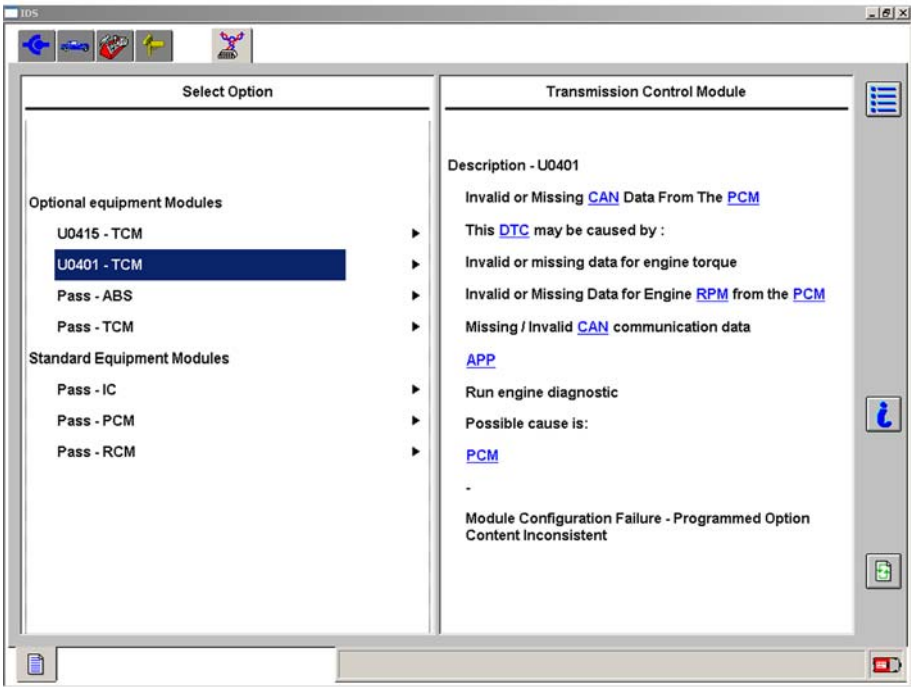 IDS
Select Option
Optional equipment Modules
U0415 - TCM
U0401 - TCM
Pass - ABS
Pass - TCM
Standard Equipment Modules
Pass - IC
Pass - PCM
Pass - RCM
Transmission Control Module
Description - U0401
Invalid or Missing CAN Data From The PCM
This DTC may be caused by :
Invalid or missing data for engine torque
Invalid or Missing Data for Engine RPM from the PCM
Missing / Invalid CAN communication data
APP
Run engine diagnostic
Possible cause is:
PCM
-
Module Configuration Failure - Programmed Option
Content Inconsistent